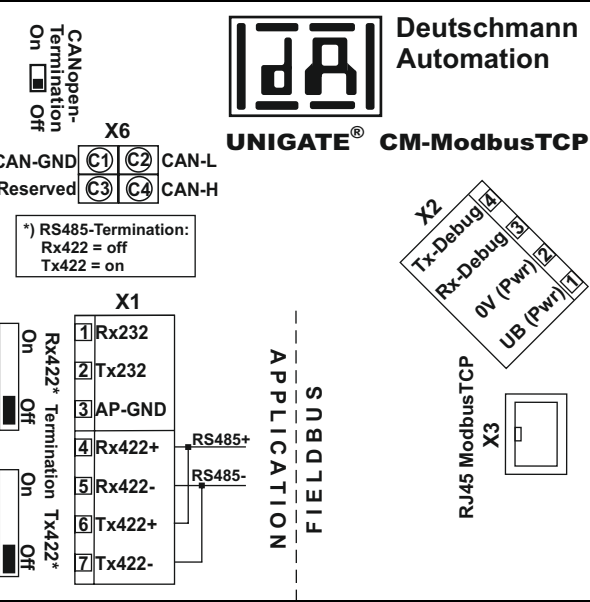 CANopen-
Termination
On Off
dA
Deutschmann
Automation
UNIGATE® CM-ModbusTCP
X6
CAN-GND C1 C2 CAN-L
Reserved C3 C4 CAN-H
*) RS485-Termination:
Rx422 = off
Tx422 = on
X1
1 Rx232
2 Tx232
3 AP-GND
4 Rx422+
5 Rx422-
6 Tx422+
7 Tx422-
RS485+
RS485-
On Off
On Off
Rx422* Termination Tx422*
APPLICATION
FIELDBUS
X2
Tx-Debug 4
Rx-Debug 3
0V (Pwr) 2
UB (Pwr) 1
RJ45 ModbusTCP
X3